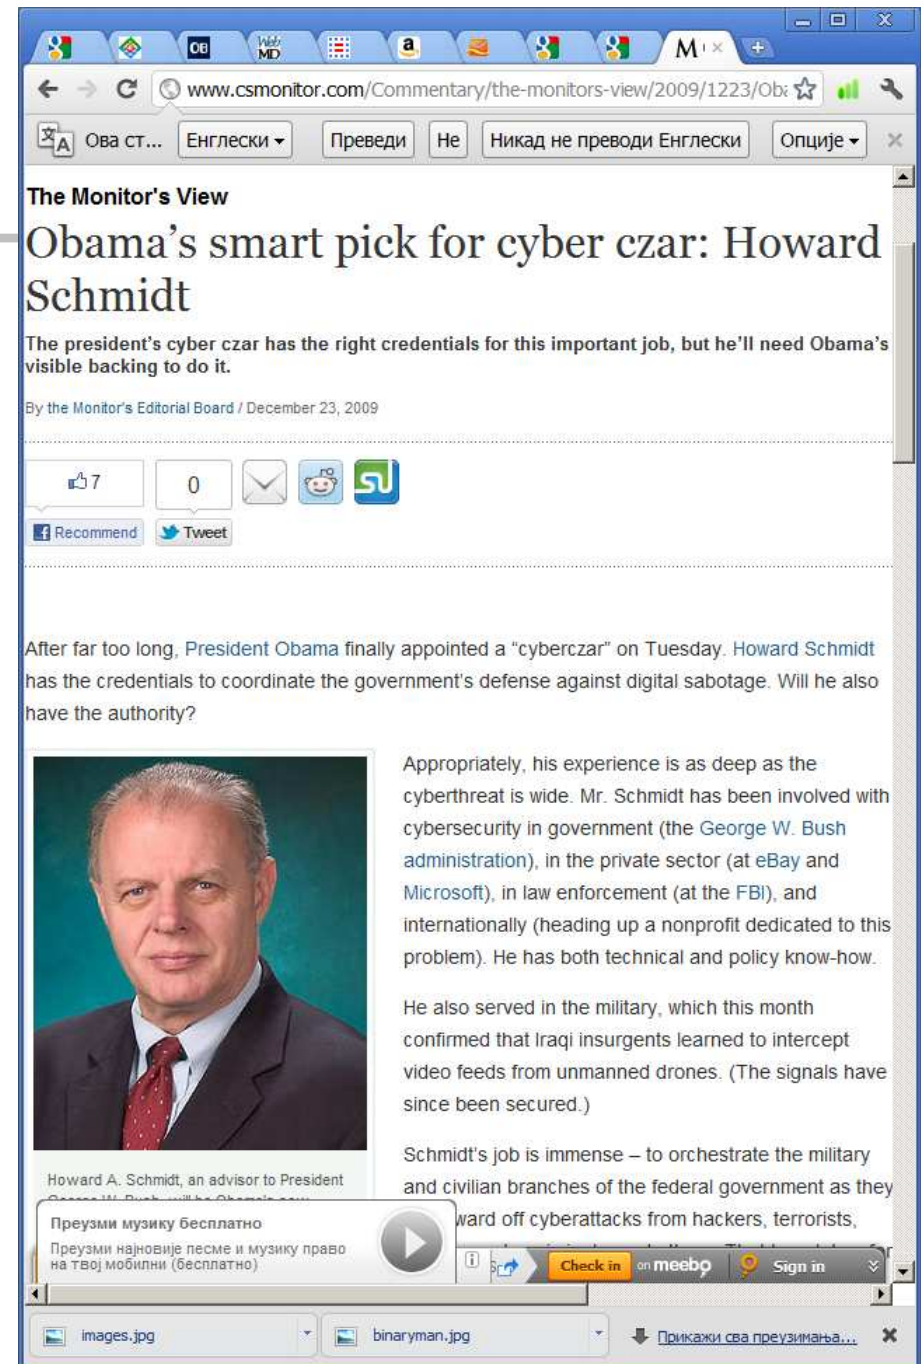 OB
Web
MD
a
M
www.csmonitor.com/Commentary/the-monitors-view/2009/1223/Ob
Ова ст... Енглески Преведи Не Никад не преводи Енглески Опције
The Monitor's View
Obama’s smart pick for cyber czar: Howard
Schmidt
The president’s cyber czar has the right credentials for this important job, but he’ll need Obama’s
visible backing to do it.
By the Monitor's Editorial Board / December 23, 2009
7 0
Recommend Tweet
After far too long, President Obama finally appointed a “cyberczar” on Tuesday. Howard Schmidt
has the credentials to coordinate the government’s defense against digital sabotage. Will he also
have the authority?
Appropriately, his experience is as deep as the
cyberthreat is wide. Mr. Schmidt has been involved with
cybersecurity in government (the George W. Bush
administration), in the private sector (at eBay and
Microsoft), in law enforcement (at the FBI), and
internationally (heading up a nonprofit dedicated to this
problem). He has both technical and policy know-how.
He also served in the military, which this month
confirmed that Iraqi insurgents learned to intercept
video feeds from unmanned drones. (The signals have
since been secured.)
Schmidt’s job is immense – to orchestrate the military
and civilian branches of the federal government as they
ward off cyberattacks from hackers, terrorists,
Howard A. Schmidt, an advisor to President
Преузми музику бесплатно
Преузми најновије песме и музику право
на твој мобилни (бесплатно)
Check in on meebo Sign in
images.jpg binaryman.jpg Прикажи сва преузимања...